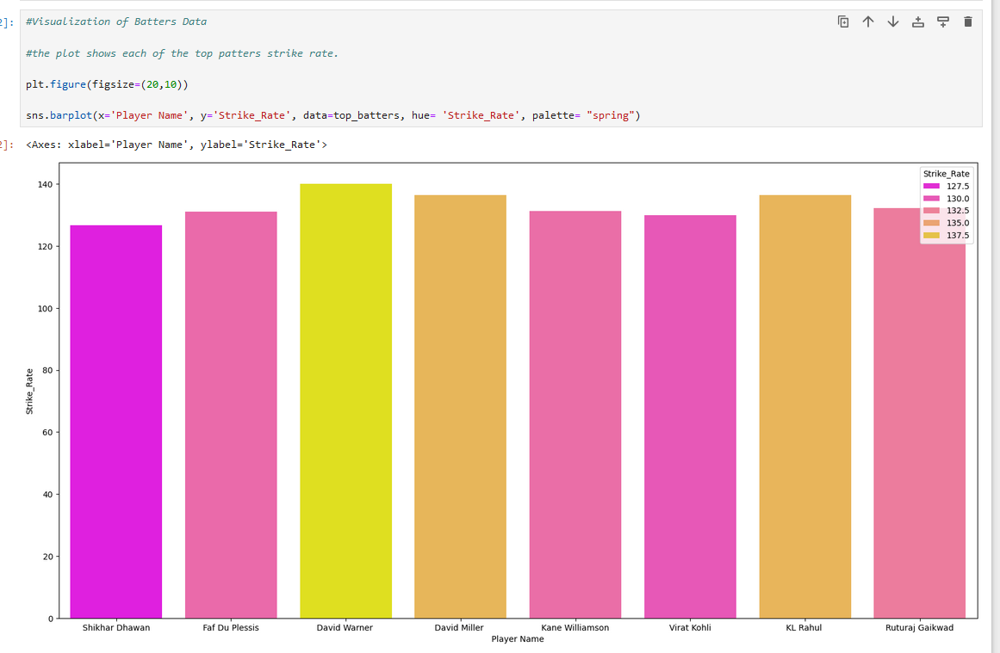 2]:
#Visualization of Batters Data
#the plot shows each of the top patters strike rate.
plt.figure(figsize=(20,10))
sns.barplot(x='Player Name', y='Strike_Rate', data=top_batters, hue= 'Strike_Rate', palette= "spring")
2]:
<Axes: xlabel='Player Name', ylabel='Strike_Rate'>
Strike_Rate
127.5
130.0
132.5
135.0
137.5
140
120
100
80
60
40
20
0
Strike_Rate
Shikhar Dhawan Faf Du Plessis David Warner David Miller Kane Williamson Virat Kohli KL Rahul Ruturaj Gaikwad
Player Name